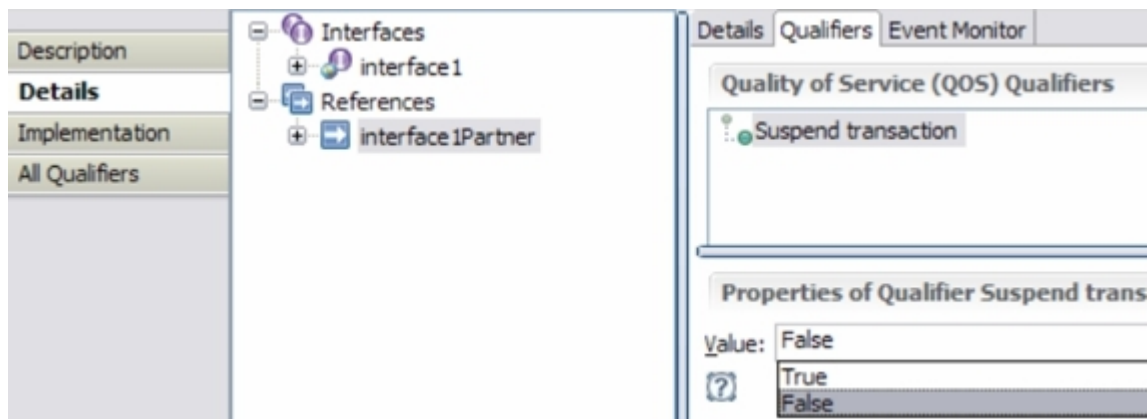 Description
Details
Implementation
All Qualifiers
Interfaces
interface1
References
interface1Partner
Details Qualifiers Event Monitor
Quality of Service (QOS) Qualifiers
Suspend transaction
Properties of Qualifier Suspend trans
Value: False
True
False